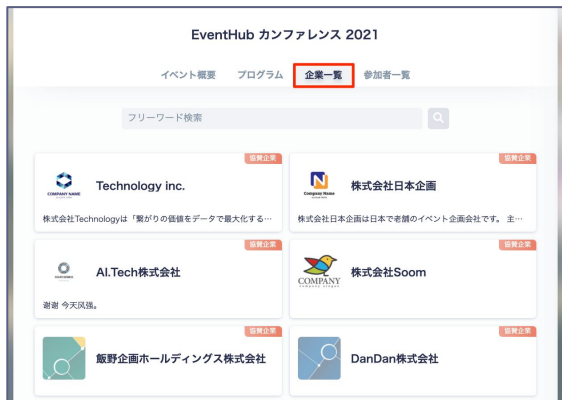 EventHub カンファレンス 2021
イベント概要 プログラム 企業一覧 参加者一覧
フリーワード検索
協賛企業
COMPANY NAME
Technology inc.
株式会社Technologyは「繋がりの価値をデータで最大化する…
協賛企業
Company Name
株式会社日本企画
株式会社日本企画は日本で老舗のイベント企画会社です。 主…
協賛企業
AI.Tech株式会社
谢谢 今天风强。
協賛企業
COMPANY
株式会社Soom
協賛企業
飯野企画ホールディングス株式会社
協賛企業
DanDan株式会社